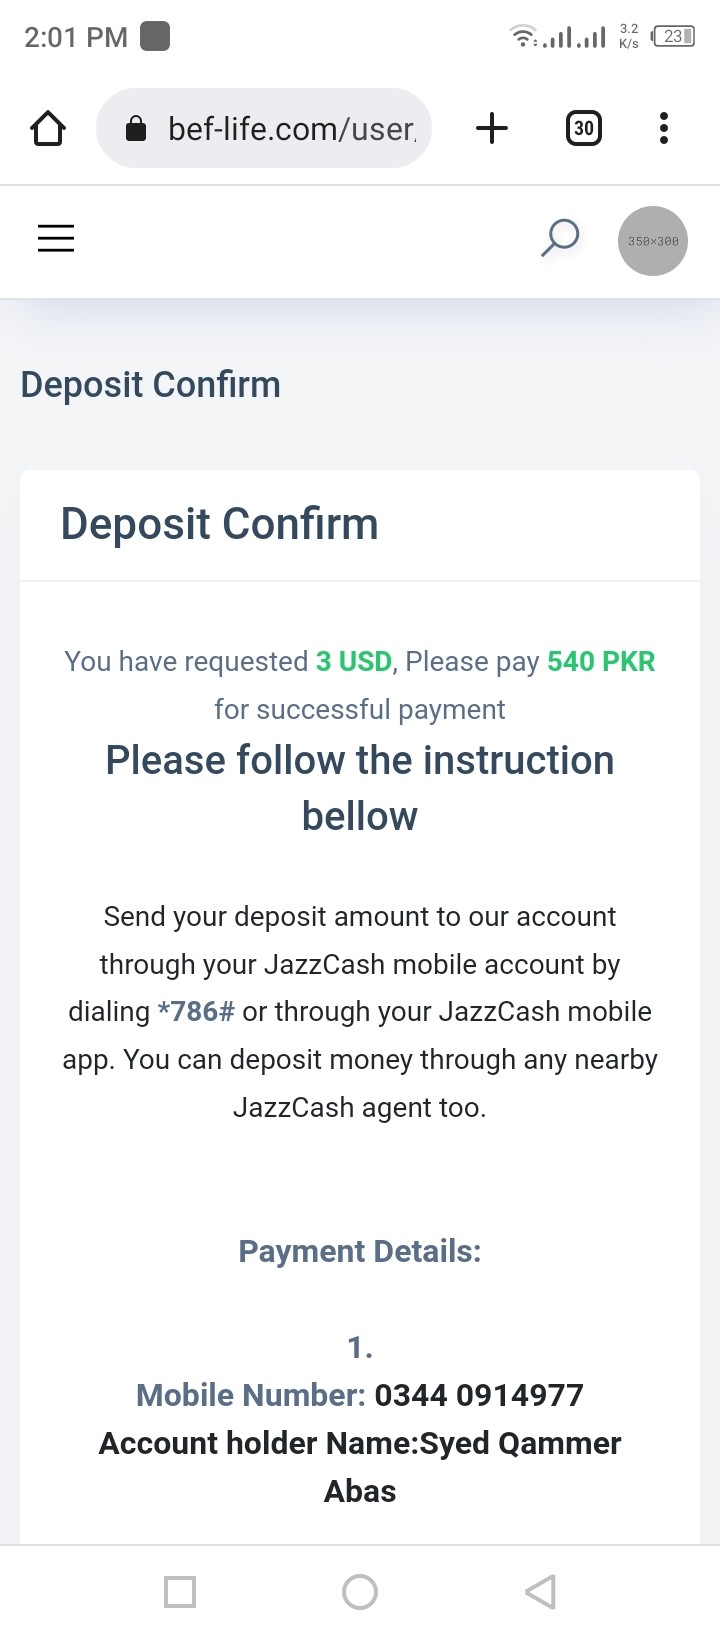 2:01 PM
3.2
K/s
23
bef-life.com/user
30
350×300
Deposit Confirm
Deposit Confirm
You have requested 3 USD, Please pay 540 PKR
for successful payment
Please follow the instruction
bellow
Send your deposit amount to our account
through your JazzCash mobile account by
dialing *786# or through your JazzCash mobile
app. You can deposit money through any nearby
JazzCash agent too.
Payment Details:
1.
Mobile Number: 0344 0914977
Account holder Name:Syed Qammer
Abas